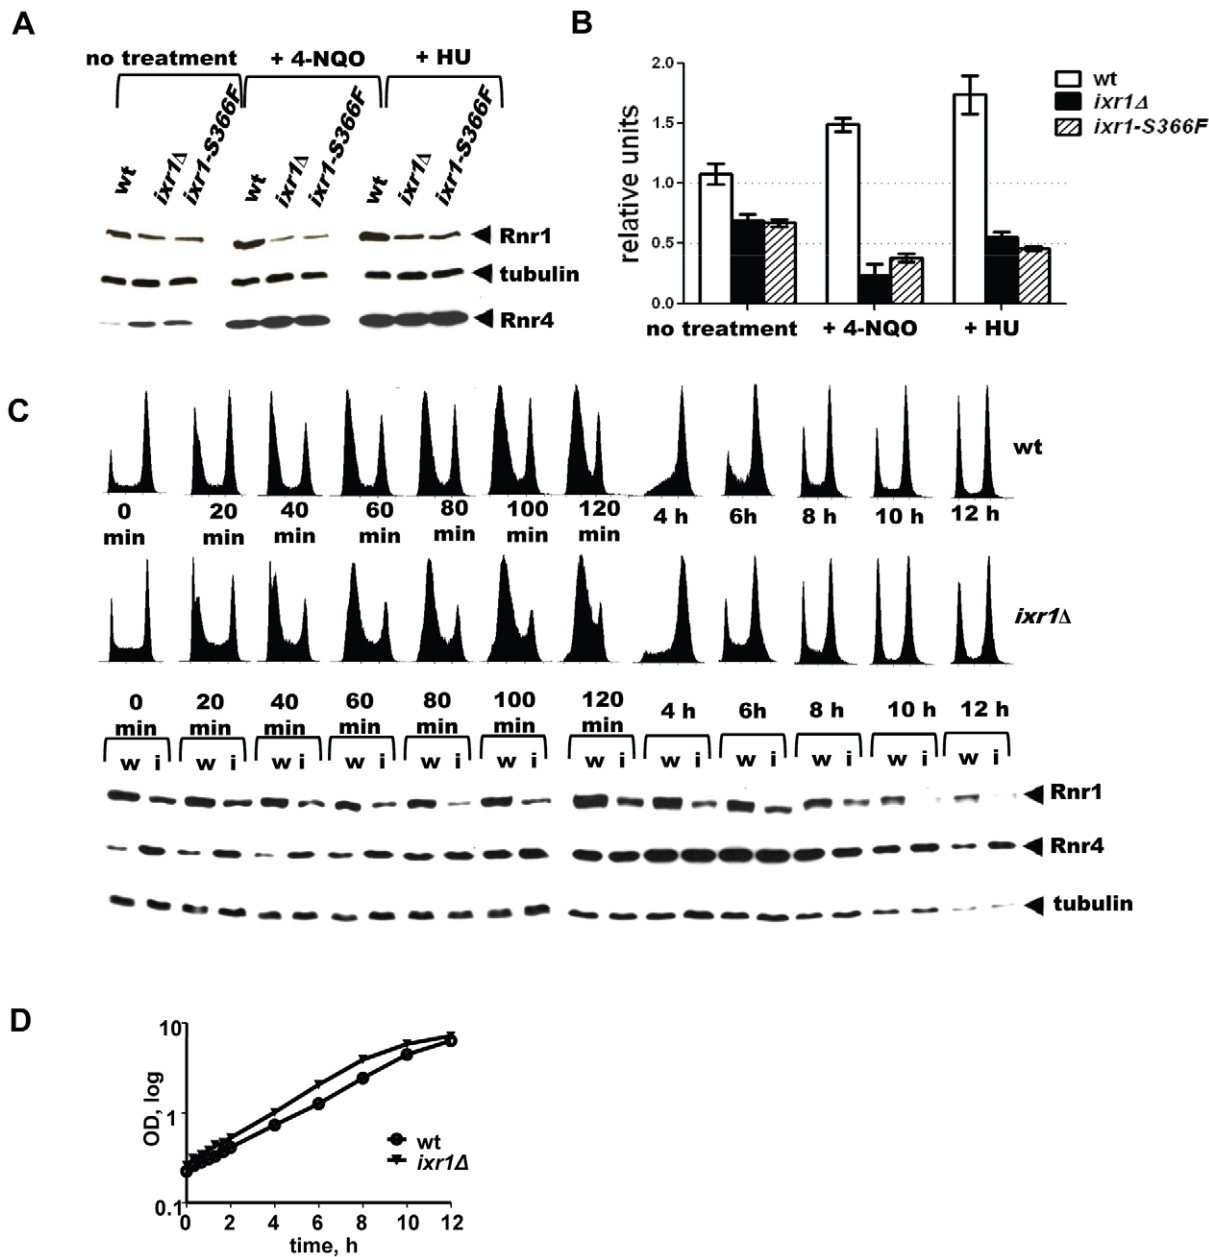 A
no treatment
+ 4-NQO
+ HU
wt
ixr1Δ
ixr1-S366F
wt
ixr1Δ
ixr1-S366F
wt
ixr1Δ
ixr1-S366F
Rnr1
tubulin
Rnr4
B
relative units
2.0
1.5
1.0
0.5
0.0
no treatment
+ 4-NQO
+ HU
wt
ixr1Δ
ixr1-S366F
C
wt
0 min
20 min
40 min
60 min
80 min
100 min
120 min
4 h
6h
8 h
10 h
12 h
ixr1Δ
0 min
20 min
40 min
60 min
80 min
100 min
120 min
4 h
6h
8 h
10 h
12 h
w i w i w i w i w i w i w i w i w i w i w i w i
Rnr1
Rnr4
tubulin
D
OD, log
10
1
0.1
0 2 4 6 8 10 12
time, h
wt
ixr1Δ